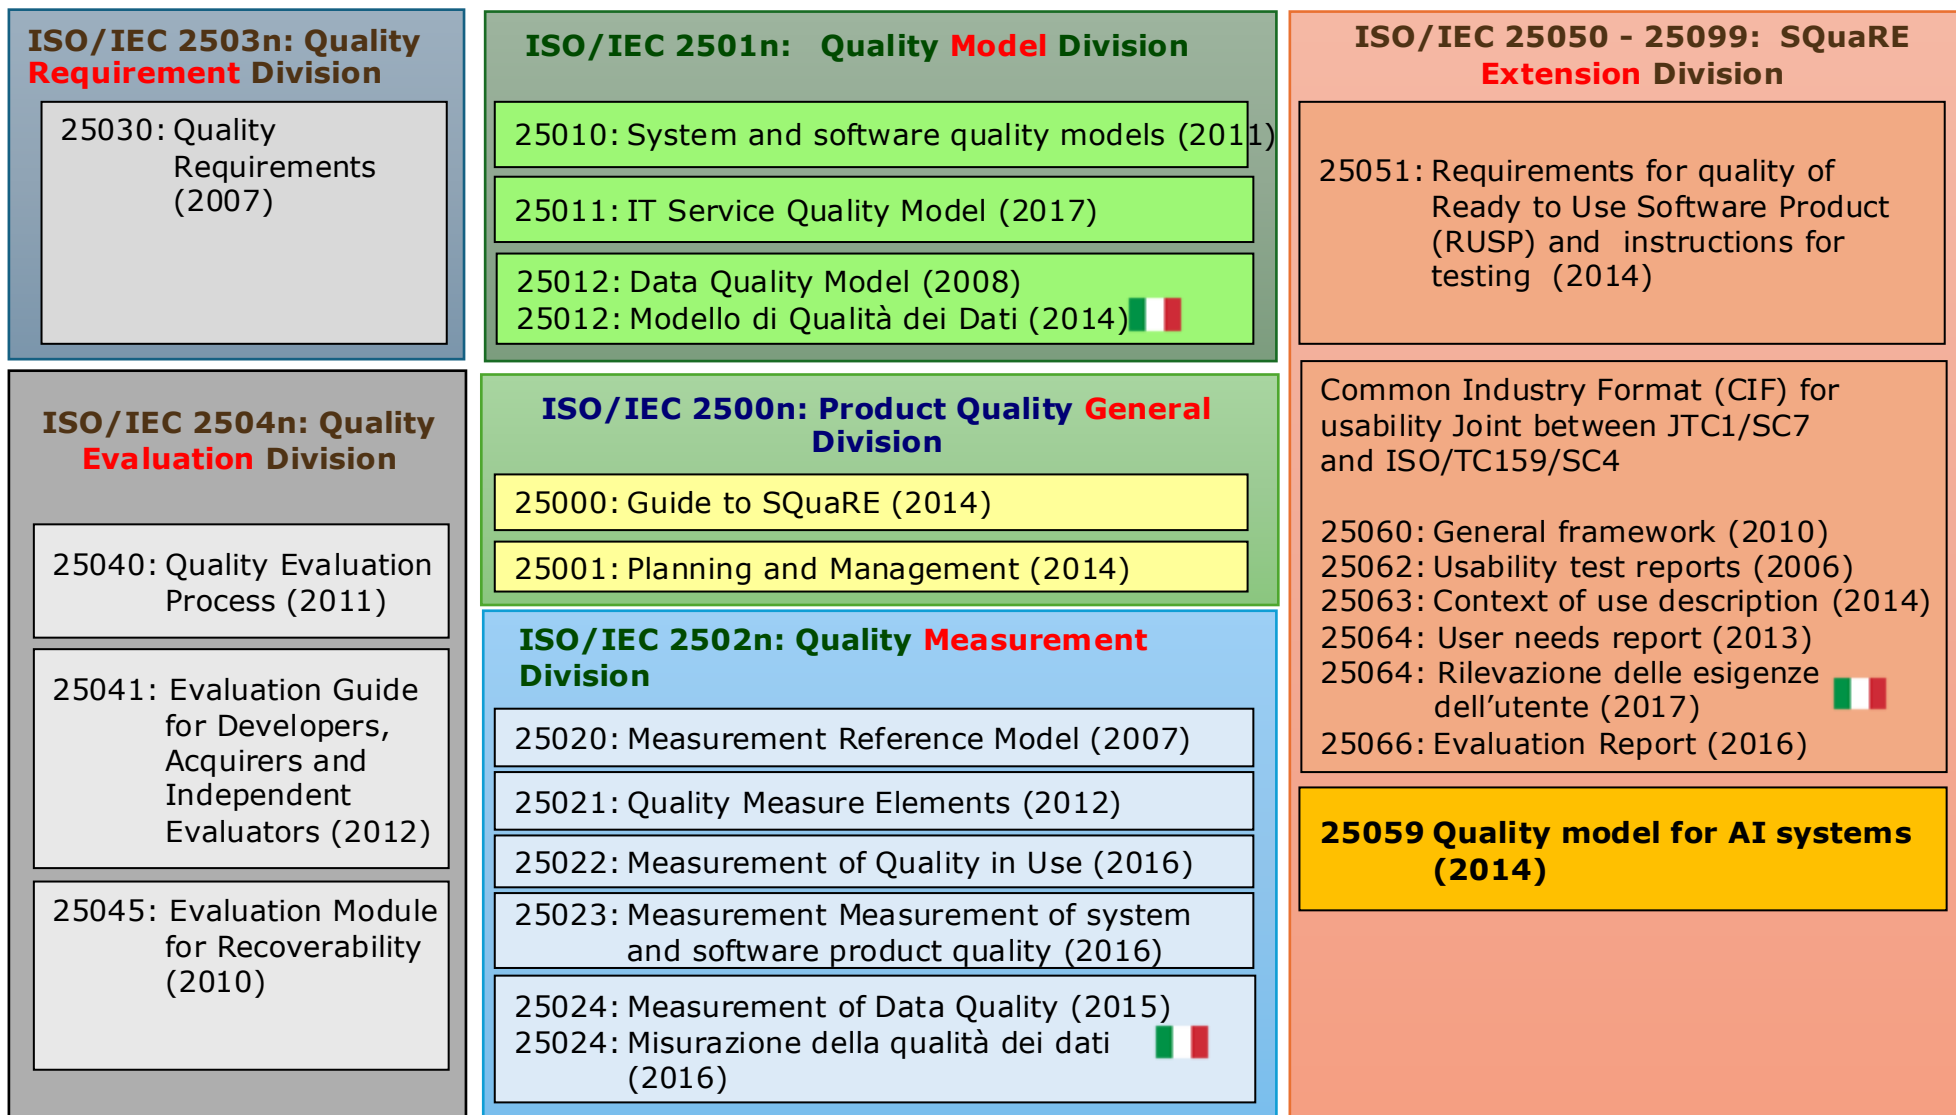 ISO/IEC 2503n: Quality
Requirement Division
25030: Quality
Requirements
(2007)
ISO/IEC 2504n: Quality
Evaluation Division
25040: Quality Evaluation
Process (2011)
25041: Evaluation Guide
for Developers,
Acquirers and
Independent
Evaluators (2012)
25045: Evaluation Module
for Recoverability
(2010)
ISO/IEC 2501n: Quality Model Division
25010: System and software quality models (2011)
25011: IT Service Quality Model (2017)
25012: Data Quality Model (2008)
25012: Modello di Qualità dei Dati (2014)
ISO/IEC 2500n: Product Quality General
Division
25000: Guide to SQuaRE (2014)
25001: Planning and Management (2014)
ISO/IEC 2502n: Quality Measurement
Division
25020: Measurement Reference Model (2007)
25021: Quality Measure Elements (2012)
25022: Measurement of Quality in Use (2016)
25023: Measurement Measurement of system
and software product quality (2016)
25024: Measurement of Data Quality (2015)
25024: Misurazione della qualità dei dati
(2016)
ISO/IEC 25050 - 25099: SQuaRE
Extension Division
25051: Requirements for quality of
Ready to Use Software Product
(RUSP) and instructions for
testing (2014)
Common Industry Format (CIF) for
usability Joint between JTC1/SC7
and ISO/TC159/SC4
25060: General framework (2010)
25062: Usability test reports (2006)
25063: Context of use description (2014)
25064: User needs report (2013)
25064: Rilevazione delle esigenze
dell’utente (2017)
25066: Evaluation Report (2016)
25059 Quality model for AI systems
(2014)